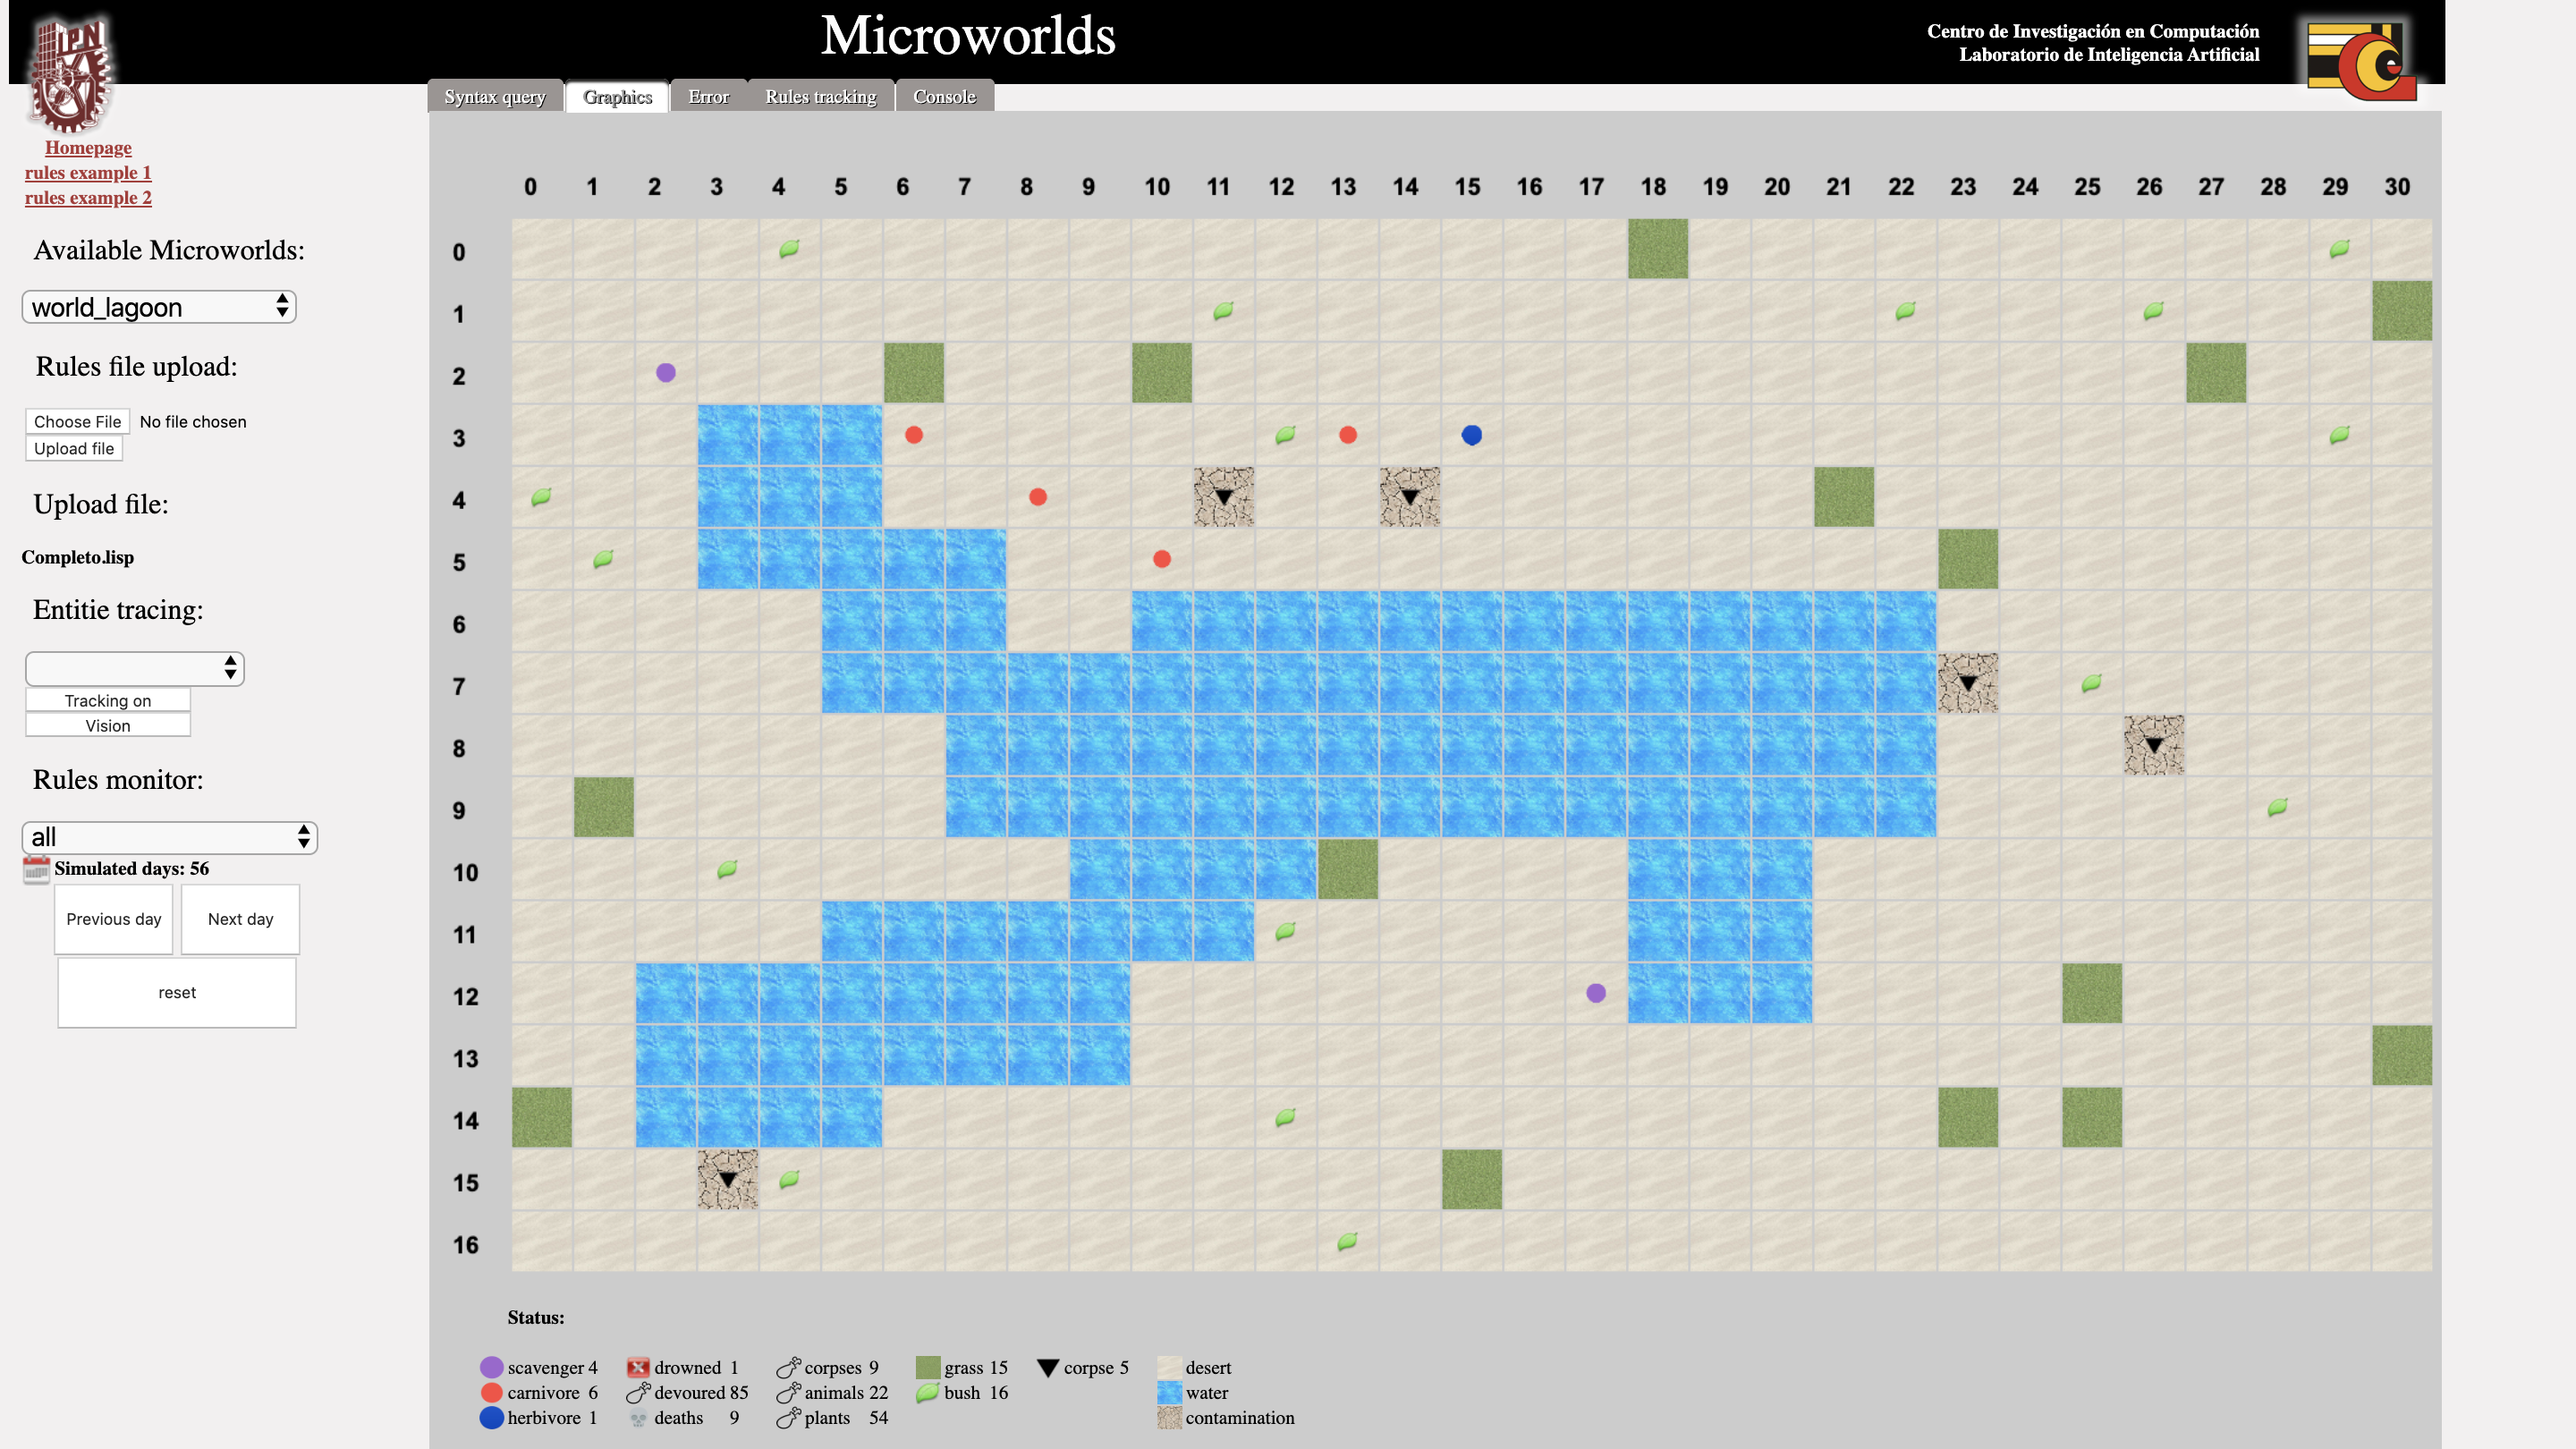 Microworlds
Centro de Investigación en Computación
Laboratorio de Inteligencia Artificial
IPN
Syntax query Graphics Error Rules tracking Console
Homepage
rules example 1
rules example 2
Available Microworlds:
world_lagoon
Rules file upload:
Choose File No file chosen
Upload file
Upload file:
Completo.lisp
Entitie tracing:
Tracking on
Vision
Rules monitor:
all
Simulated days: 56
Previous day Next day
reset
0 1 2 3 4 5 6 7 8 9 10 11 12 13 14 15 16 17 18 19 20 21 22 23 24 25 26 27 28 29 30
0
1
2
3
4
5
6
7
8
9
10
11
12
13
14
15
16
Status:
scavenger 4 drowned 1 corpses 9 grass 15 corpse 5 desert
carnivore 6 devoured 85 animals 22 bush 16 water
herbivore 1 deaths 9 plants 54 contamination